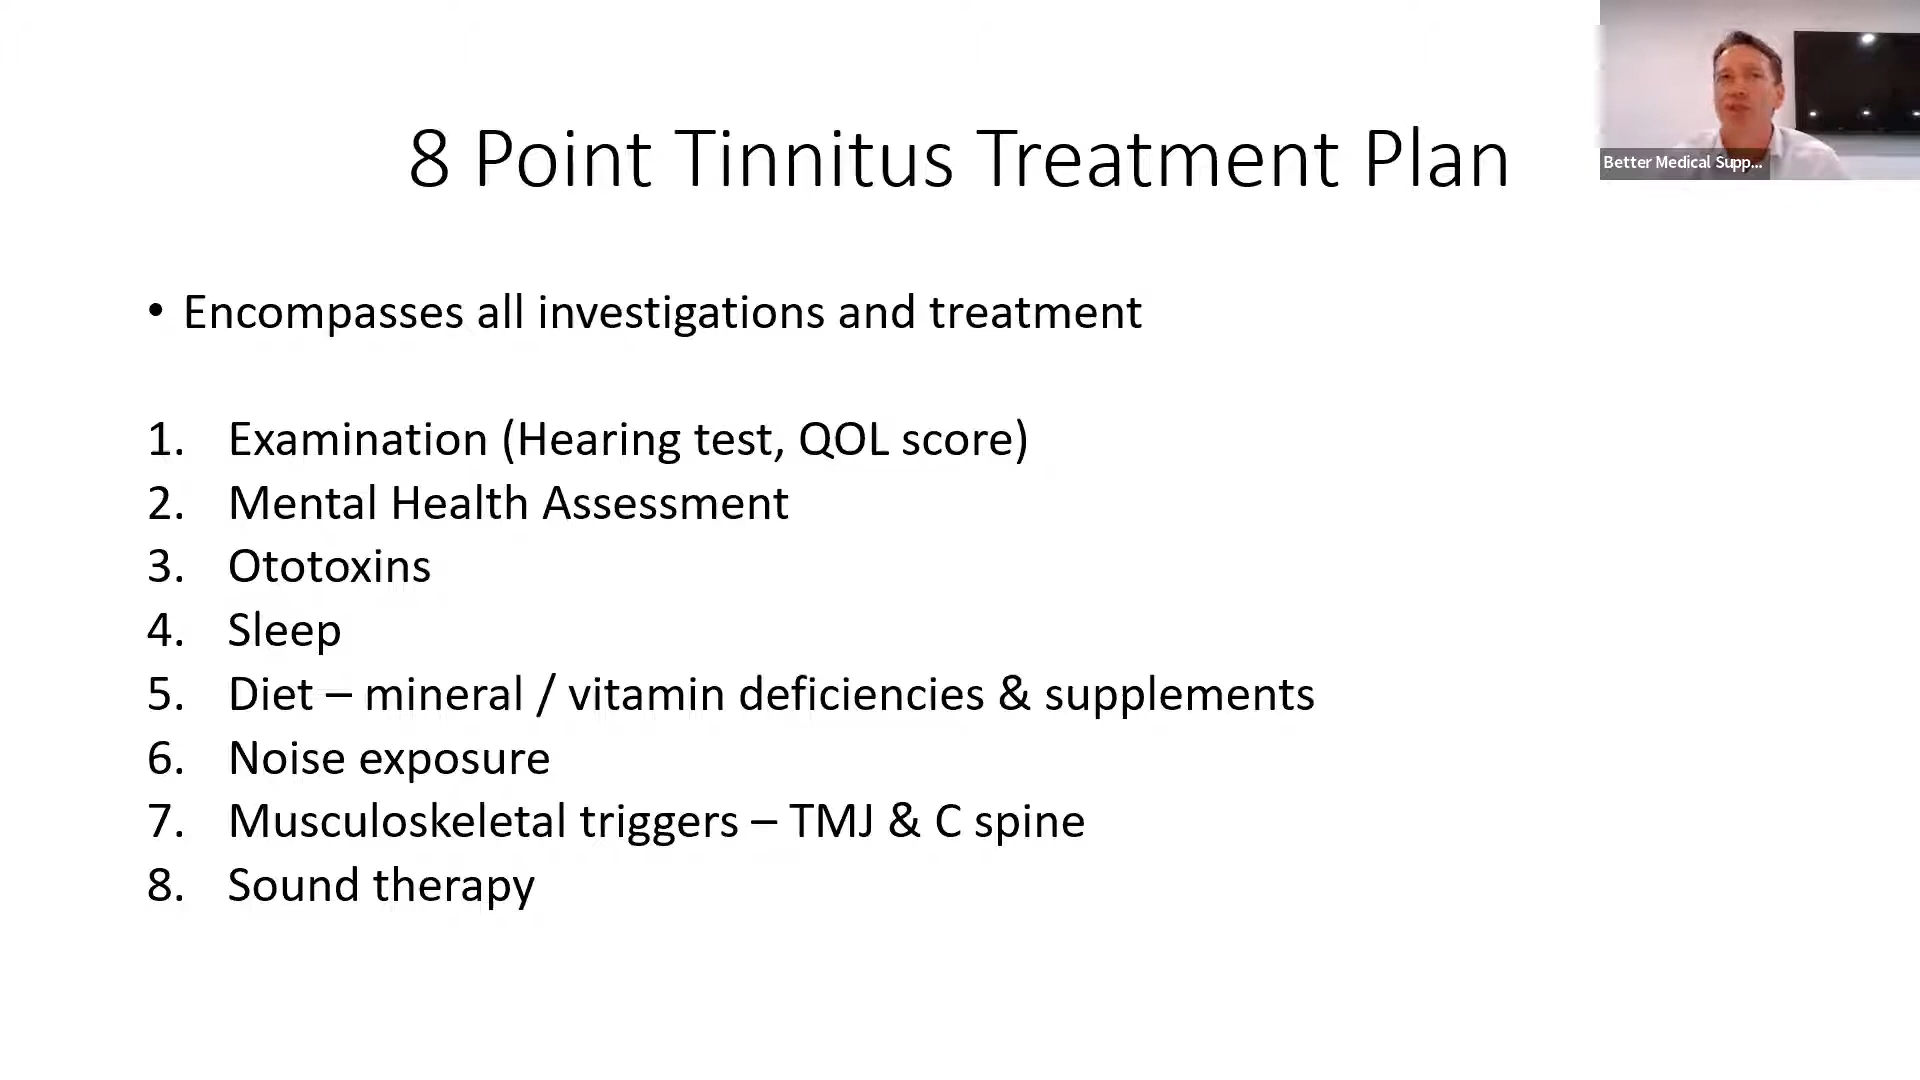 8 Point Tinnitus Treatment Plan
Better Medical Supp...
• Encompasses all investigations and treatment
1. Examination (Hearing test, QOL score)
2. Mental Health Assessment
3. Ototoxins
4. Sleep
5. Diet – mineral / vitamin deficiencies & supplements
6. Noise exposure
7. Musculoskeletal triggers – TMJ & C spine
8. Sound therapy